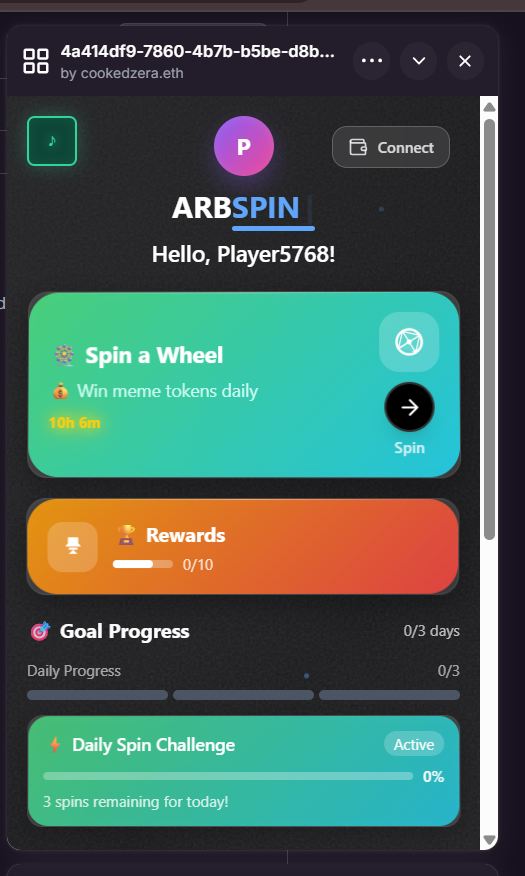 4a414df9-7860-4b7b-b5be-d8b...
by cookedzera.eth
P
Connect
ARBSPIN
Hello, Player5768!
Spin a Wheel
Win meme tokens daily
10h 6m
Spin
Rewards
0/10
Goal Progress
0/3 days
Daily Progress
0/3
Daily Spin Challenge
Active
0%
3 spins remaining for today!